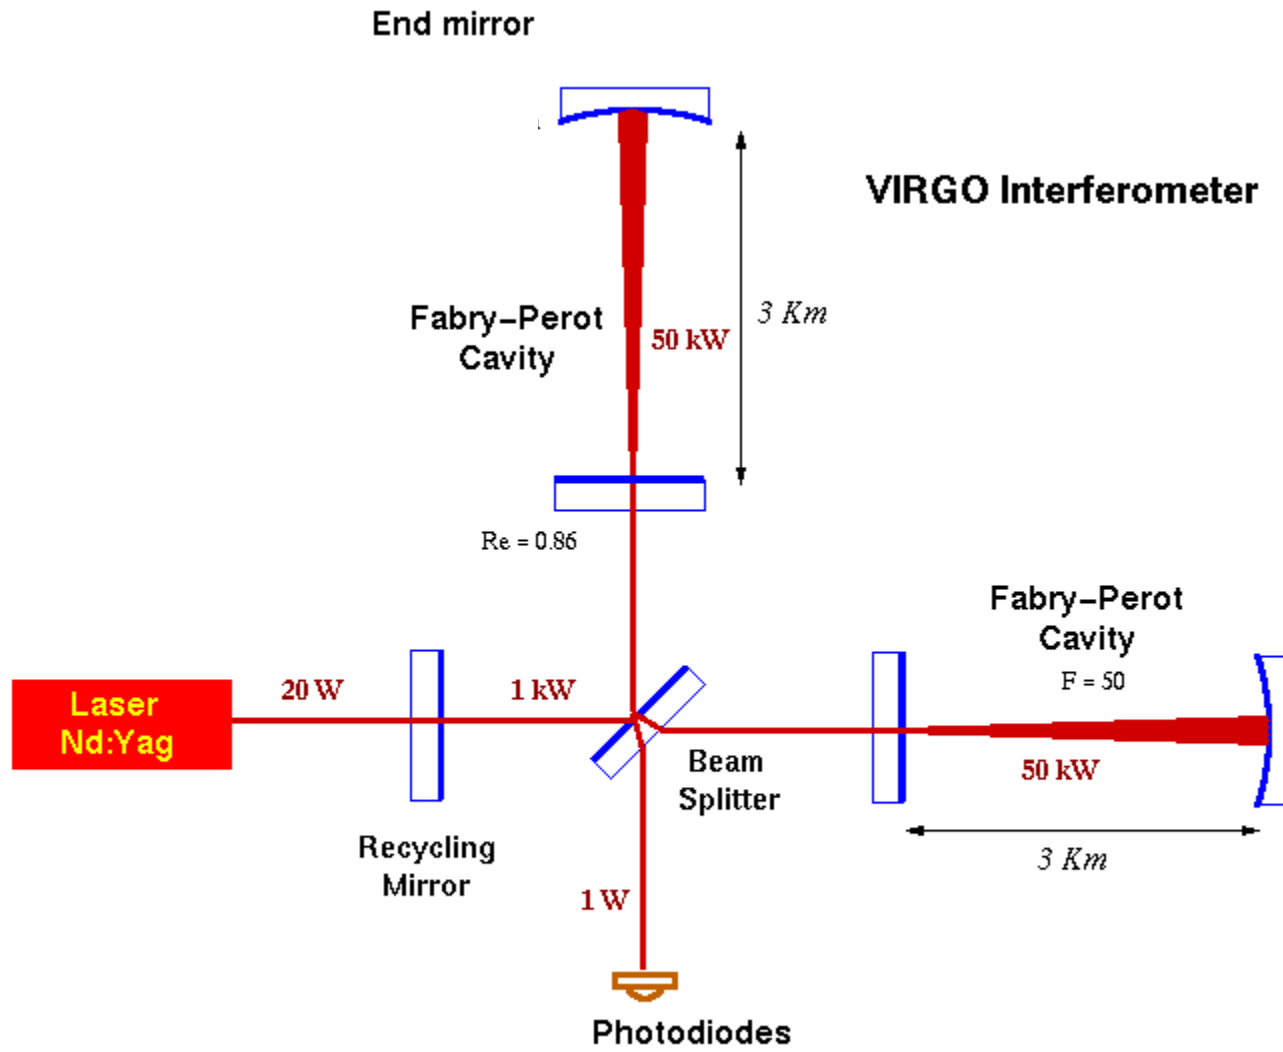 End mirror
VIRGO Interferometer
3 Km
Fabry–Perot
Cavity
50 kW
Re = 0.86
Fabry–Perot
Cavity
F = 50
Laser
Nd:Yag
20 W
1 kW
Beam
Splitter
50 kW
Recycling
Mirror
3 Km
1 W
Photodiodes